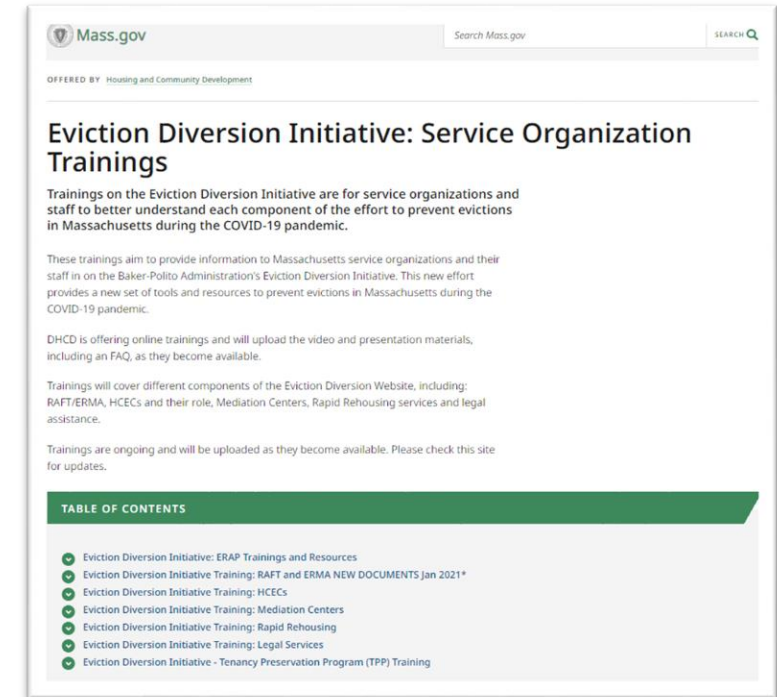 Mass.gov
Search Mass.gov
SEARCH
OFFERED BY Housing and Community Development
Eviction Diversion Initiative: Service Organization
Trainings
Trainings on the Eviction Diversion Initiative are for service organizations and
staff to better understand each component of the effort to prevent evictions
in Massachusetts during the COVID-19 pandemic.
These trainings aim to provide information to Massachusetts service organizations and their
staff in on the Baker-Polito Administration's Eviction Diversion Initiative. This new effort
provides a new set of tools and resources to prevent evictions in Massachusetts during the
COVID-19 pandemic.
DHCD is offering online trainings and will upload the video and presentation materials,
including an FAQ, as they become available.
Trainings will cover different components of the Eviction Diversion Website, including:
RAFT/ERMA, HCECs and their role, Mediation Centers, Rapid Rehousing services and legal
assistance.
Trainings are ongoing and will be uploaded as they become available. Please check this site
for updates.
TABLE OF CONTENTS
Eviction Diversion Initiative: ERAP Trainings and Resources
Eviction Diversion Initiative Training: RAFT and ERMA NEW DOCUMENTS Jan 2021*
Eviction Diversion Initiative Training: HCECs
Eviction Diversion Initiative Training: Mediation Centers
Eviction Diversion Initiative Training: Rapid Rehousing
Eviction Diversion Initiative Training: Legal Services
Eviction Diversion Initiative - Tenancy Preservation Program (TPP) Training